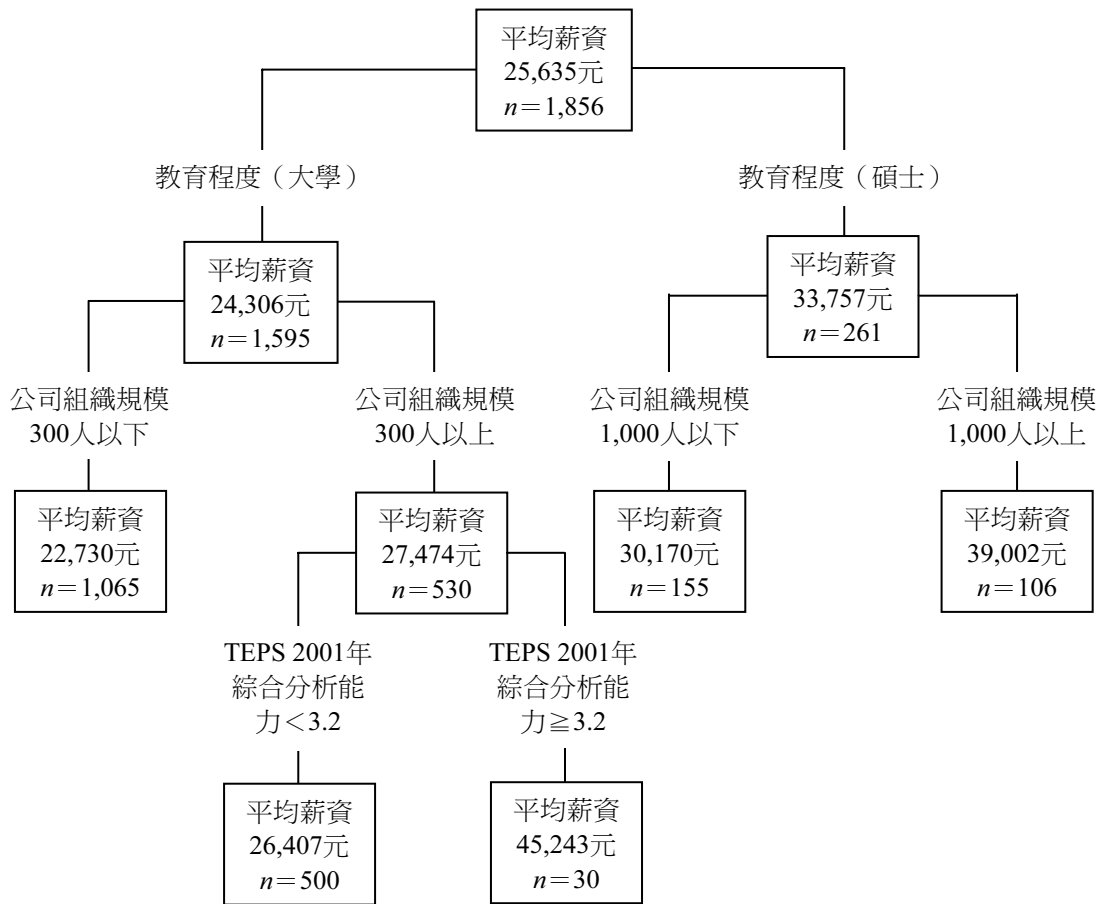 平均薪資
25,635元
n＝1,856
教育程度（大學）
教育程度（碩士）
平均薪資
24,306元
n＝1,595
平均薪資
33,757元
n＝261
公司組織規模
300人以下
公司組織規模
300人以上
公司組織規模
1,000人以下
公司組織規模
1,000人以上
平均薪資
22,730元
n＝1,065
平均薪資
27,474元
n＝530
平均薪資
30,170元
n＝155
平均薪資
39,002元
n＝106
TEPS 2001年
綜合分析能
力＜3.2
TEPS 2001年
綜合分析能
力≧3.2
平均薪資
26,407元
n＝500
平均薪資
45,243元
n＝30